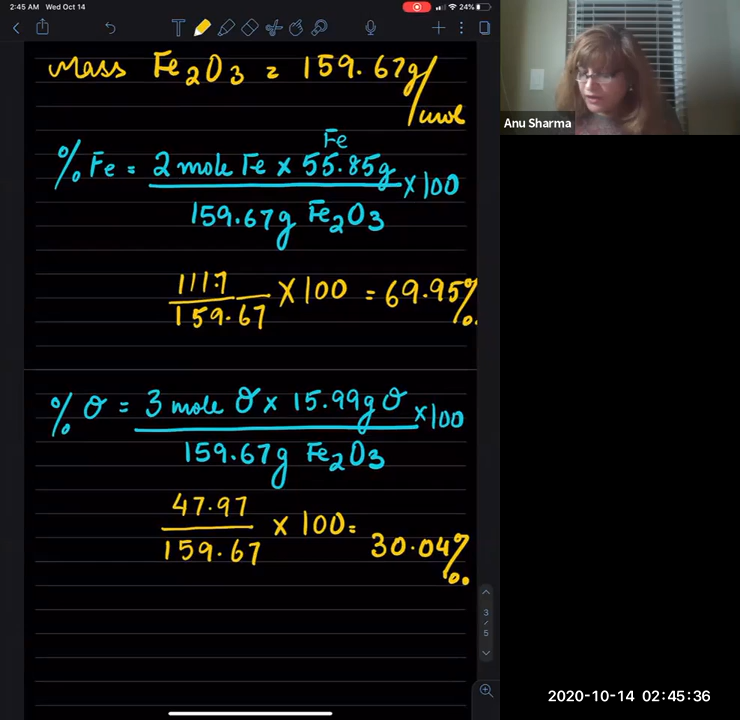 2:45 AM Wed Oct 14
24%
Mass Fe2O3 = 159.67g/mol
Fe
% Fe = 2 mole Fe × 55.85g × 100
159.67g Fe2O3
111.7 × 100 = 69.95%
159.67
% O = 3 mole O × 15.99g O × 100
159.67g Fe2O3
47.97 × 100 = 30.04%
159.67
3
/
5
Anu Sharma
2020-10-14 02:45:36